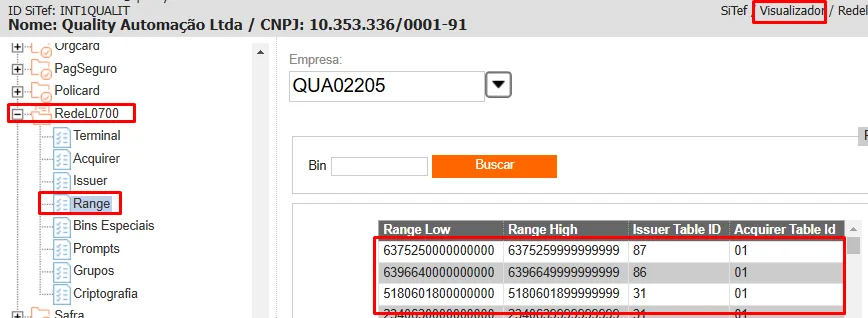 ID SiTef: INT1QUALIT
SiTef / Visualizador / Redel
Nome: Quality Automação Ltda / CNPJ: 10.353.336/0001-91
Orgcard
PagSeguro
Policard
RedeL0700
Terminal
Acquirer
Issuer
Range
Bins Especiais
Prompts
Grupos
Criptografia
Safra
Empresa:
QUA02205
Bin
Buscar
Range Low Range High Issuer Table ID Acquirer Table Id
6375250000000000 6375259999999999 87 01
6396640000000000 6396649999999999 86 01
5180601800000000 5180601899999999 31 01